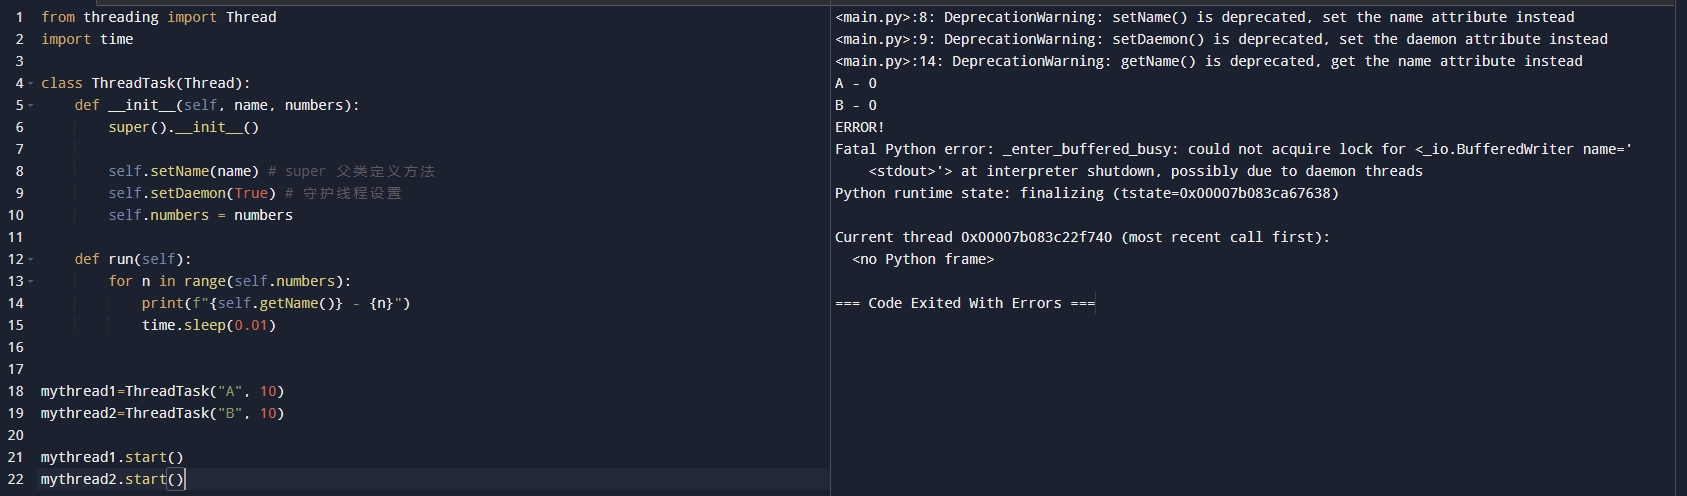 1 from threading import Thread
2 import time
3
4 class ThreadTask(Thread):
5     def __init__(self, name, numbers):
6         super().__init__()
7
8         self.setName(name) # super 父类定义方法
9         self.setDaemon(True) # 守护线程设置
10         self.numbers = numbers
11
12     def run(self):
13         for n in range(self.numbers):
14             print(f"{self.getName()} - {n}")
15             time.sleep(0.01)
16
17
18 mythread1=ThreadTask("A", 10)
19 mythread2=ThreadTask("B", 10)
20
21 mythread1.start()
22 mythread2.start()
<main.py>:8: DeprecationWarning: setName() is deprecated, set the name attribute instead
<main.py>:9: DeprecationWarning: setDaemon() is deprecated, set the daemon attribute instead
<main.py>:14: DeprecationWarning: getName() is deprecated, get the name attribute instead
A - 0
B - 0
ERROR!
Fatal Python error: _enter_buffered_busy: could not acquire lock for <_io.BufferedWriter name='
    <stdout>'> at interpreter shutdown, possibly due to daemon threads
Python runtime state: finalizing (tstate=0x00007b083ca67638)

Current thread 0x00007b083c22f740 (most recent call first):
  <no Python frame>

=== Code Exited With Errors ===